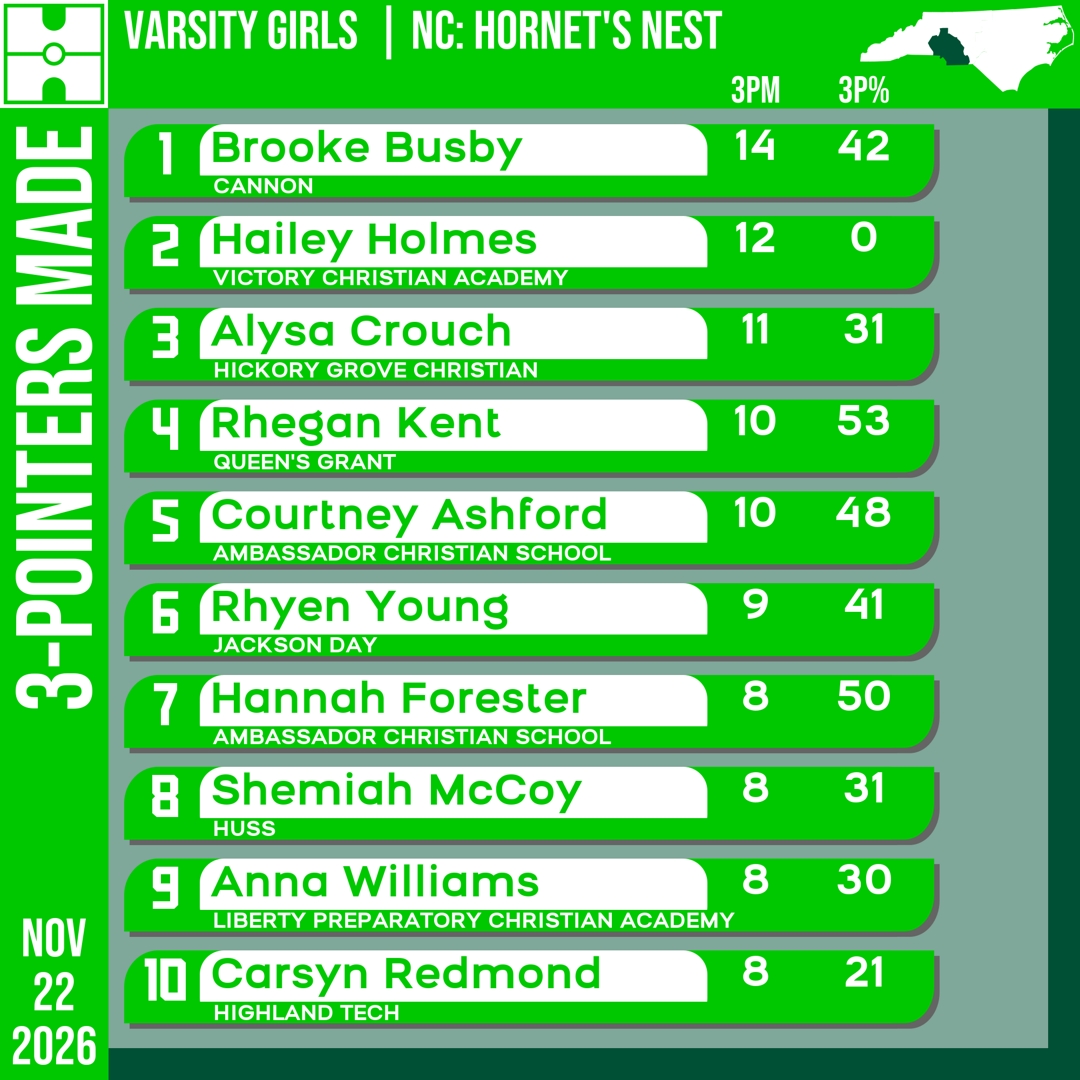 VARSITY GIRLS | NC: HORNET'S NEST
3PM 3P%
3-POINTERS MADE
1 Brooke Busby 14 42
CANNON
2 Hailey Holmes 12 0
VICTORY CHRISTIAN ACADEMY
3 Alysa Crouch 11 31
HICKORY GROVE CHRISTIAN
4 Rhegan Kent 10 53
QUEEN'S GRANT
5 Courtney Ashford 10 48
AMBASSADOR CHRISTIAN SCHOOL
6 Rhyen Young 9 41
JACKSON DAY
7 Hannah Forester 8 50
AMBASSADOR CHRISTIAN SCHOOL
8 Shemiah McCoy 8 31
HUSS
9 Anna Williams 8 30
LIBERTY PREPARATORY CHRISTIAN ACADEMY
10 Carsyn Redmond 8 21
HIGHLAND TECH
NOV
22
2026